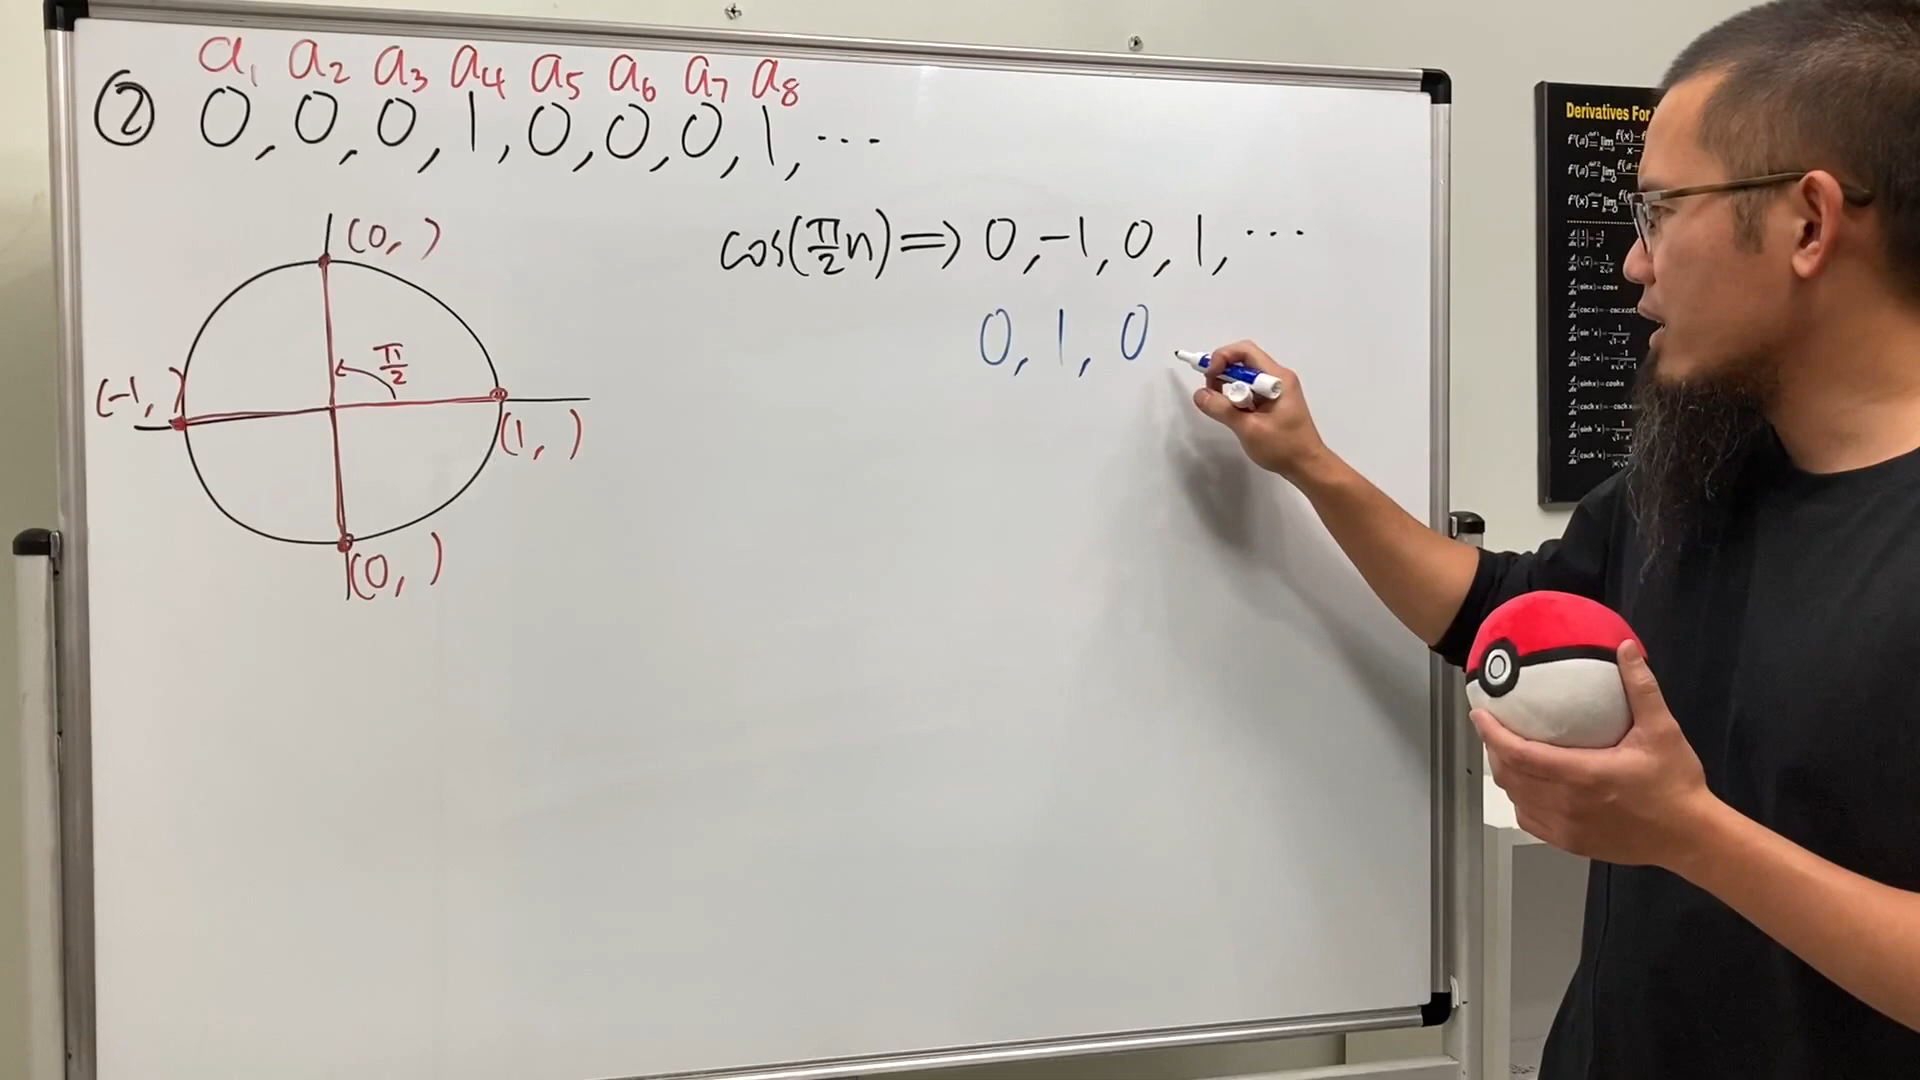 a₁ a₂ a₃ a₄ a₅ a₆ a₇ a₈
② 0, 0, 0, 1, 0, 0, 0, 1, ...
(0, )
cos(π/2 n) ⇒ 0, -1, 0, 1, ...
0, 1, 0
π/2
(-1, )
(1, )
(0, )
Derivatives For